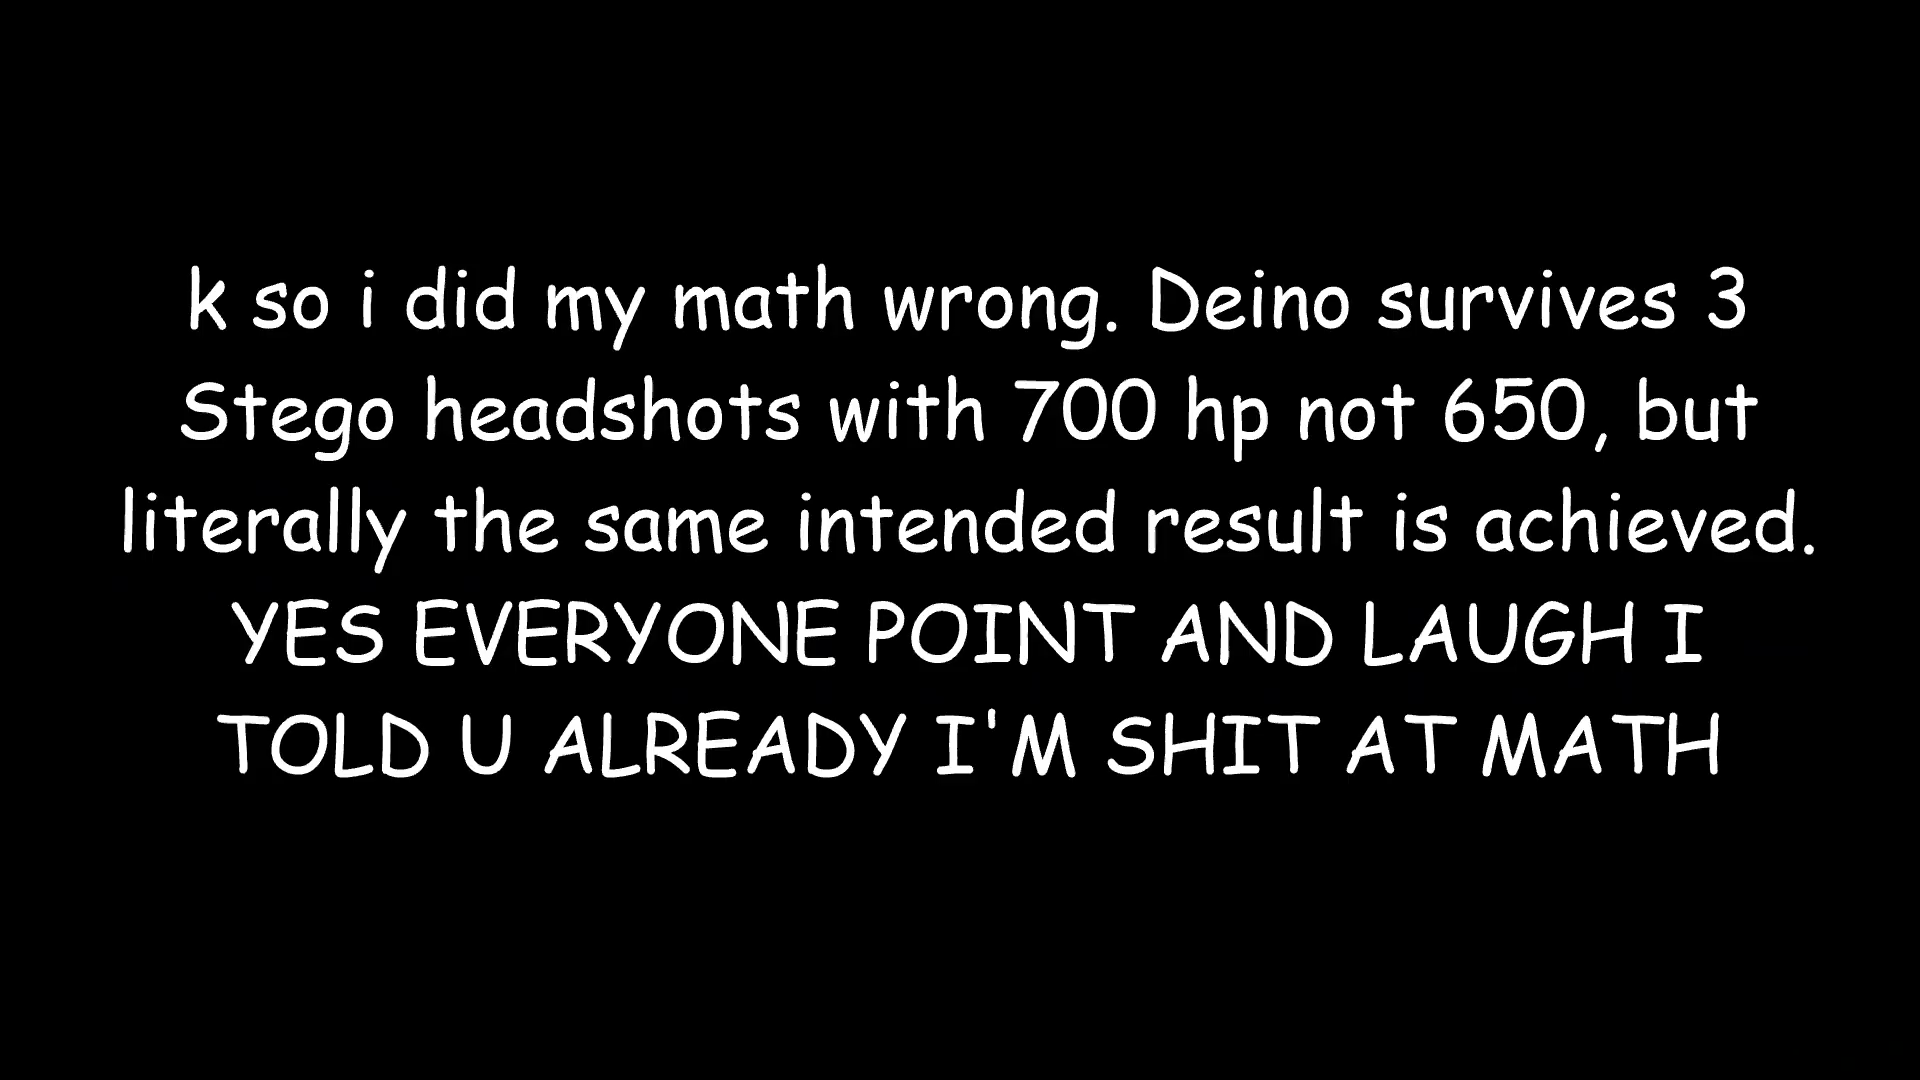 k so i did my math wrong. Deino survives 3
Stego headshots with 700 hp not 650, but
literally the same intended result is achieved.
YES EVERYONE POINT AND LAUGH I
TOLD U ALREADY I'M SHIT AT MATH